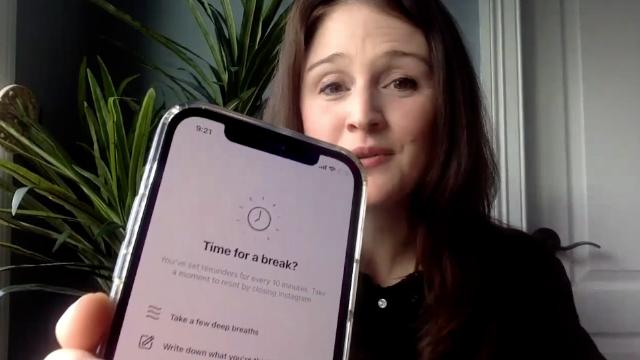 9:21
Time for a break?
You've set reminders for every 10 minutes. Take
a moment to reset by closing Instagram
Take a few deep breaths
Write down what you're